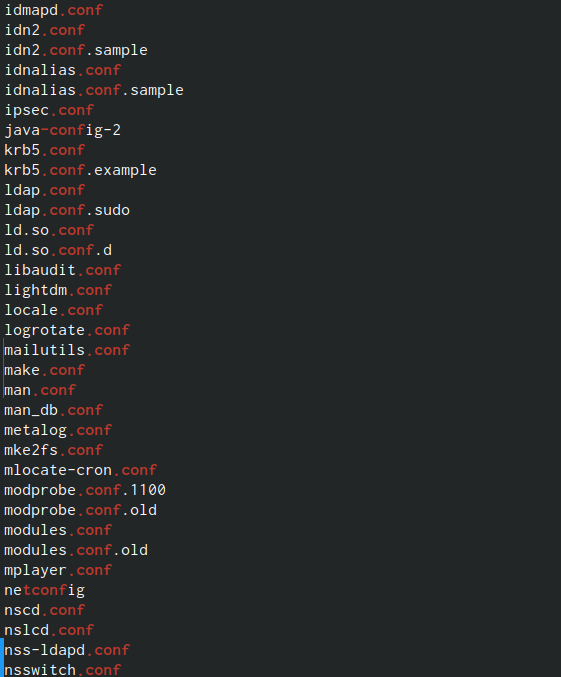 idmapd.conf
idn2.conf
idn2.conf.sample
idnalias.conf
idnalias.conf.sample
ipsec.conf
java-config-2
krb5.conf
krb5.conf.example
ldap.conf
ldap.conf.sudo
ld.so.conf
ld.so.conf.d
libaudit.conf
lightdm.conf
locale.conf
logrotate.conf
mailutils.conf
make.conf
man.conf
man_db.conf
metalog.conf
mke2fs.conf
mlocate-cron.conf
modprobe.conf.1100
modprobe.conf.old
modules.conf
modules.conf.old
mplayer.conf
netconfig
nscd.conf
nslcd.conf
nss-ldapd.conf
nsswitch.conf